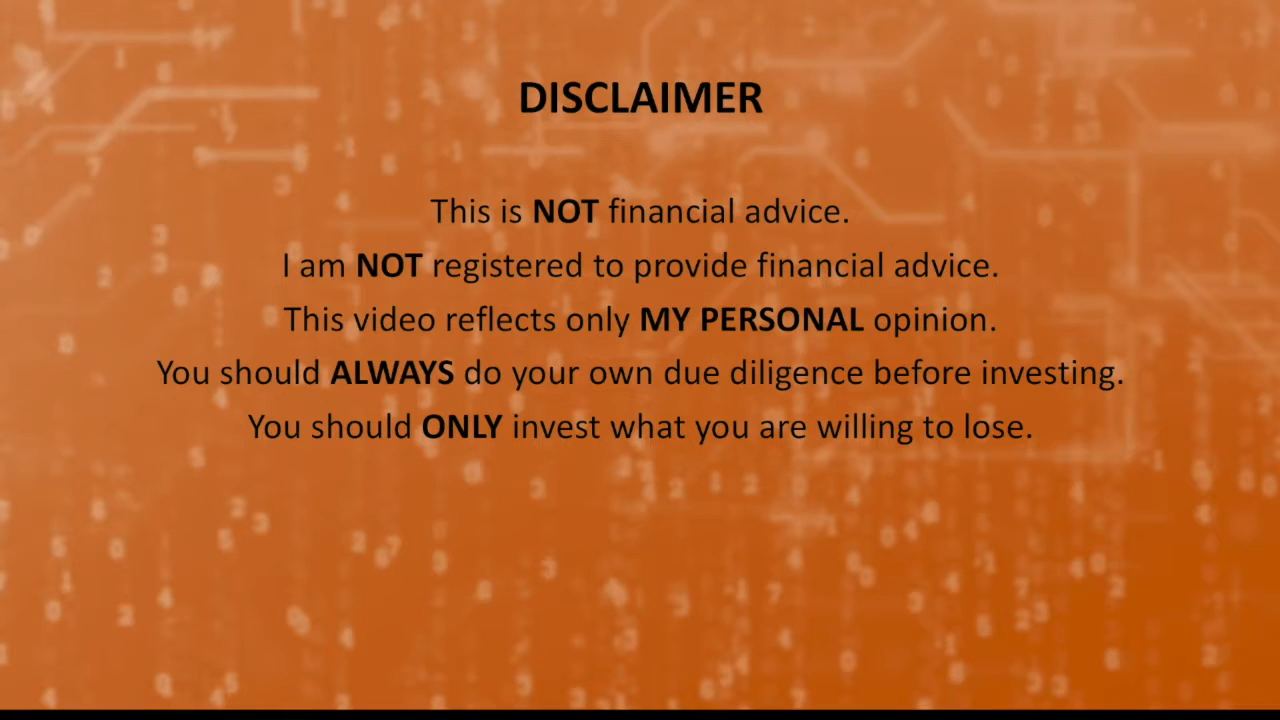 DISCLAIMER
This is NOT financial advice.
I am NOT registered to provide financial advice.
This video reflects only MY PERSONAL opinion.
You should ALWAYS do your own due diligence before investing.
You should ONLY invest what you are willing to lose.